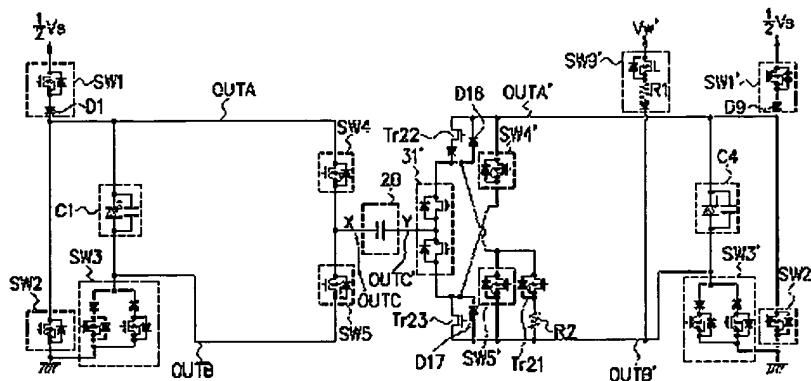 ½Vs
SW1
D1
OUTA
C1
SW2
SW3
OUTB
SW4
20
X
Y
OUTC
OUTC'
SW5
31'
Tr22
D16
SW4'
OUTA'
Tr23
D17
SW5'
Tr21
R2
OUTB'
Vw'
SW9'
R1
½Vs
SW1'
D9
C4
SW3'
SW2